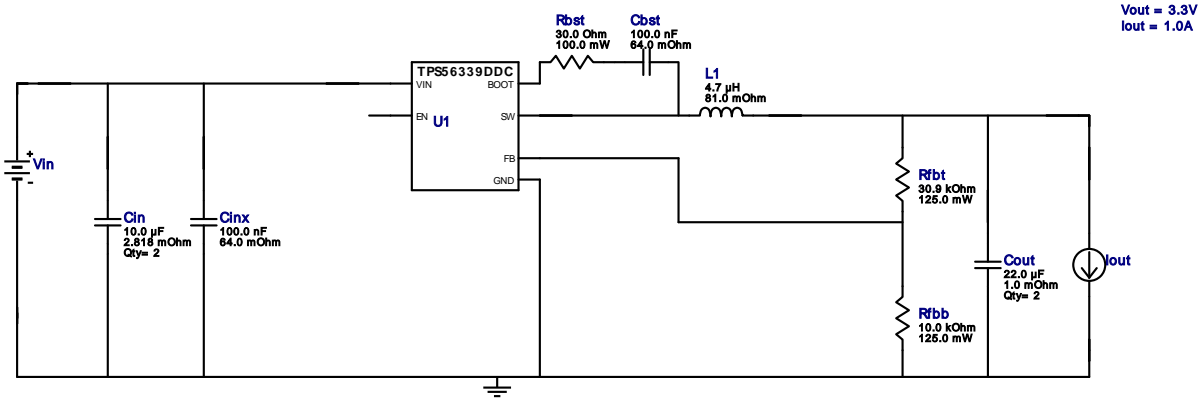 Vout = 3.3V
Iout = 1.0A
Rbst
30.0 Ohm
100.0 mW
Cbst
100.0 nF
64.0 mOhm
TPS56339DDC
VIN
BOOT
EN
U1
SW
FB
GND
L1
4.7 µH
81.0 mOhm
+
Vin
-
Cin
10.0 µF
2.818 mOhm
Qty= 2
Cinx
100.0 nF
64.0 mOhm
Rfbt
30.9 kOhm
125.0 mW
Rfbb
10.0 kOhm
125.0 mW
Cout
22.0 µF
1.0 mOhm
Qty= 2
Iout